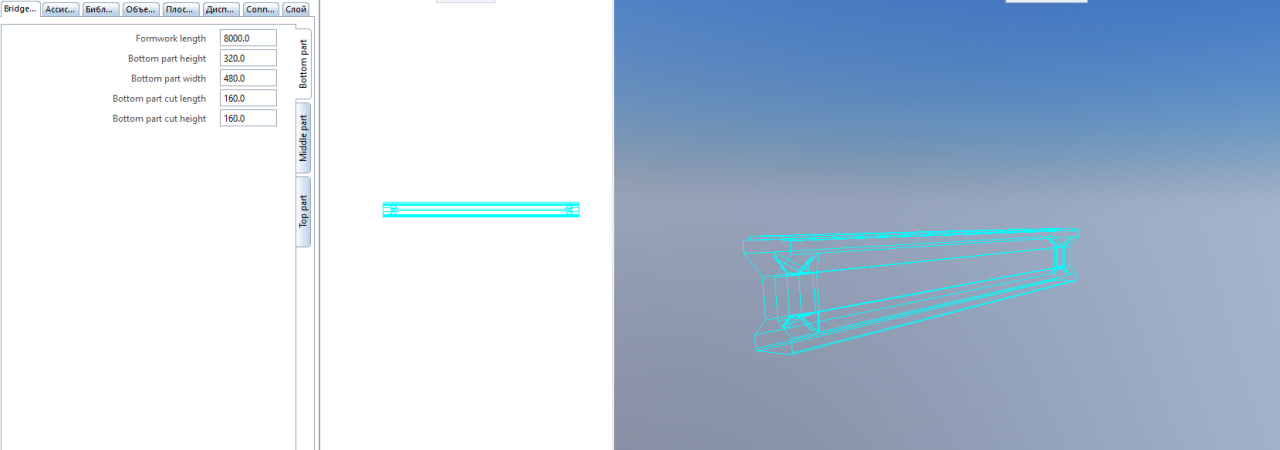 Bridge... Ассис... Библ... Объе... Плос... Дисп... Conn... Слой
Formwork length 8000.0
Bottom part height 320.0
Bottom part width 480.0
Bottom part cut length 160.0
Bottom part cut height 160.0
Bottom part
Middle part
Top part